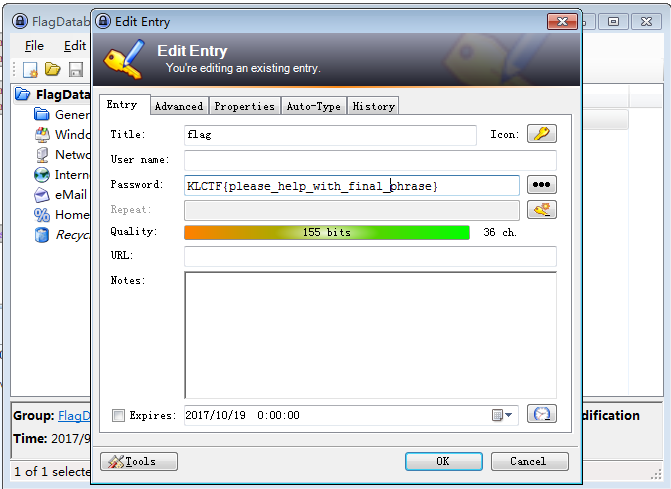 FlagDatab
Edit Entry
File Edit
Edit Entry
You're editing an existing entry.
FlagData
Gener
Windo
Netwo
Interr
eMail
Home
Recyc
Entry Advanced Properties Auto-Type History
Title: flag Icon:
User name:
Password: KLCTF{please_help_with_final_phrase}
Repeat:
Quality: 155 bits 36 ch.
URL:
Notes:
Expires: 2017/10/19 0:00:00
Tools OK Cancel
Group: FlagD
dification
Time: 2017/9
1 of 1 selecte